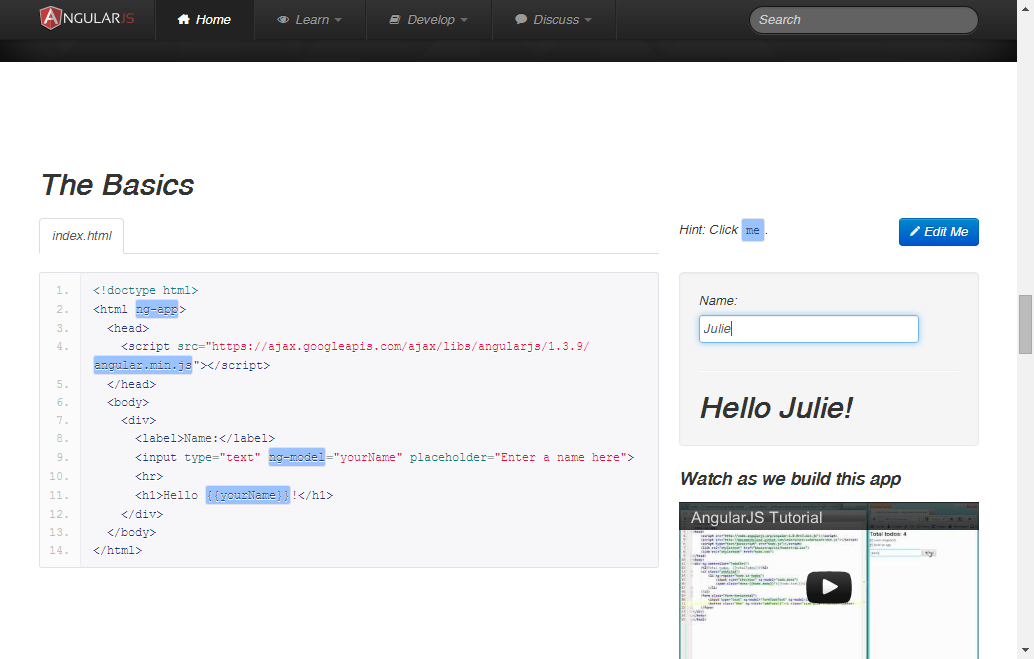 ANGULARJS Home Learn Develop Discuss Search
The Basics
index.html
Hint: Click me .
Edit Me
1. <!doctype html>
2. <html ng-app>
3. <head>
4. <script src="https://ajax.googleapis.com/ajax/libs/angularjs/1.3.9/
angular.min.js"></script>
5. </head>
6. <body>
7. <div>
8. <label>Name:</label>
9. <input type="text" ng-model="yourName" placeholder="Enter a name here">
10. <hr>
11. <h1>Hello {{yourName}}!</h1>
12. </div>
13. </body>
14. </html>
Name:
Julie
Hello Julie!
Watch as we build this app
AngularJS Tutorial
Total todos: 4